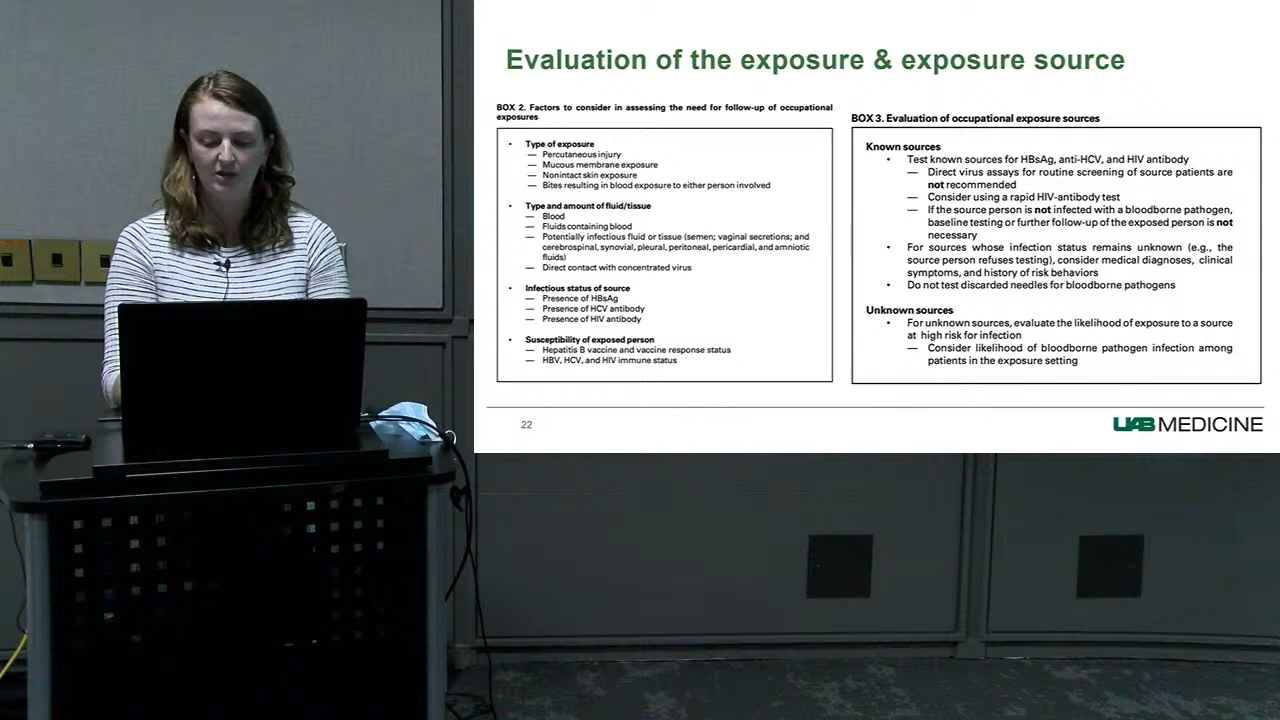 Evaluation of the exposure & exposure source
BOX 2. Factors to consider in assessing the need for follow-up of occupational
exposures
• Type of exposure
— Percutaneous injury
— Mucous membrane exposure
— Nonintact skin exposure
— Bites resulting in blood exposure to either person involved
• Type and amount of fluid/tissue
— Blood
— Fluids containing blood
— Potentially infectious fluid or tissue (semen; vaginal secretions; and
cerebrospinal, synovial, pleural, peritoneal, pericardial, and amniotic
fluids)
— Direct contact with concentrated virus
• Infectious status of source
— Presence of HBsAg
— Presence of HCV antibody
— Presence of HIV antibody
• Susceptibility of exposed person
— Hepatitis B vaccine and vaccine response status
— HBV, HCV, and HIV immune status
BOX 3. Evaluation of occupational exposure sources
Known sources
• Test known sources for HBsAg, anti-HCV, and HIV antibody
— Direct virus assays for routine screening of source patients are
not recommended
— Consider using a rapid HIV-antibody test
— If the source person is not infected with a bloodborne pathogen,
baseline testing or further follow-up of the exposed person is not
necessary
• For sources whose infection status remains unknown (e.g., the
source person refuses testing), consider medical diagnoses, clinical
symptoms, and history of risk behaviors
• Do not test discarded needles for bloodborne pathogens
Unknown sources
• For unknown sources, evaluate the likelihood of exposure to a source
at high risk for infection
— Consider likelihood of bloodborne pathogen infection among
patients in the exposure setting
22
UAB MEDICINE